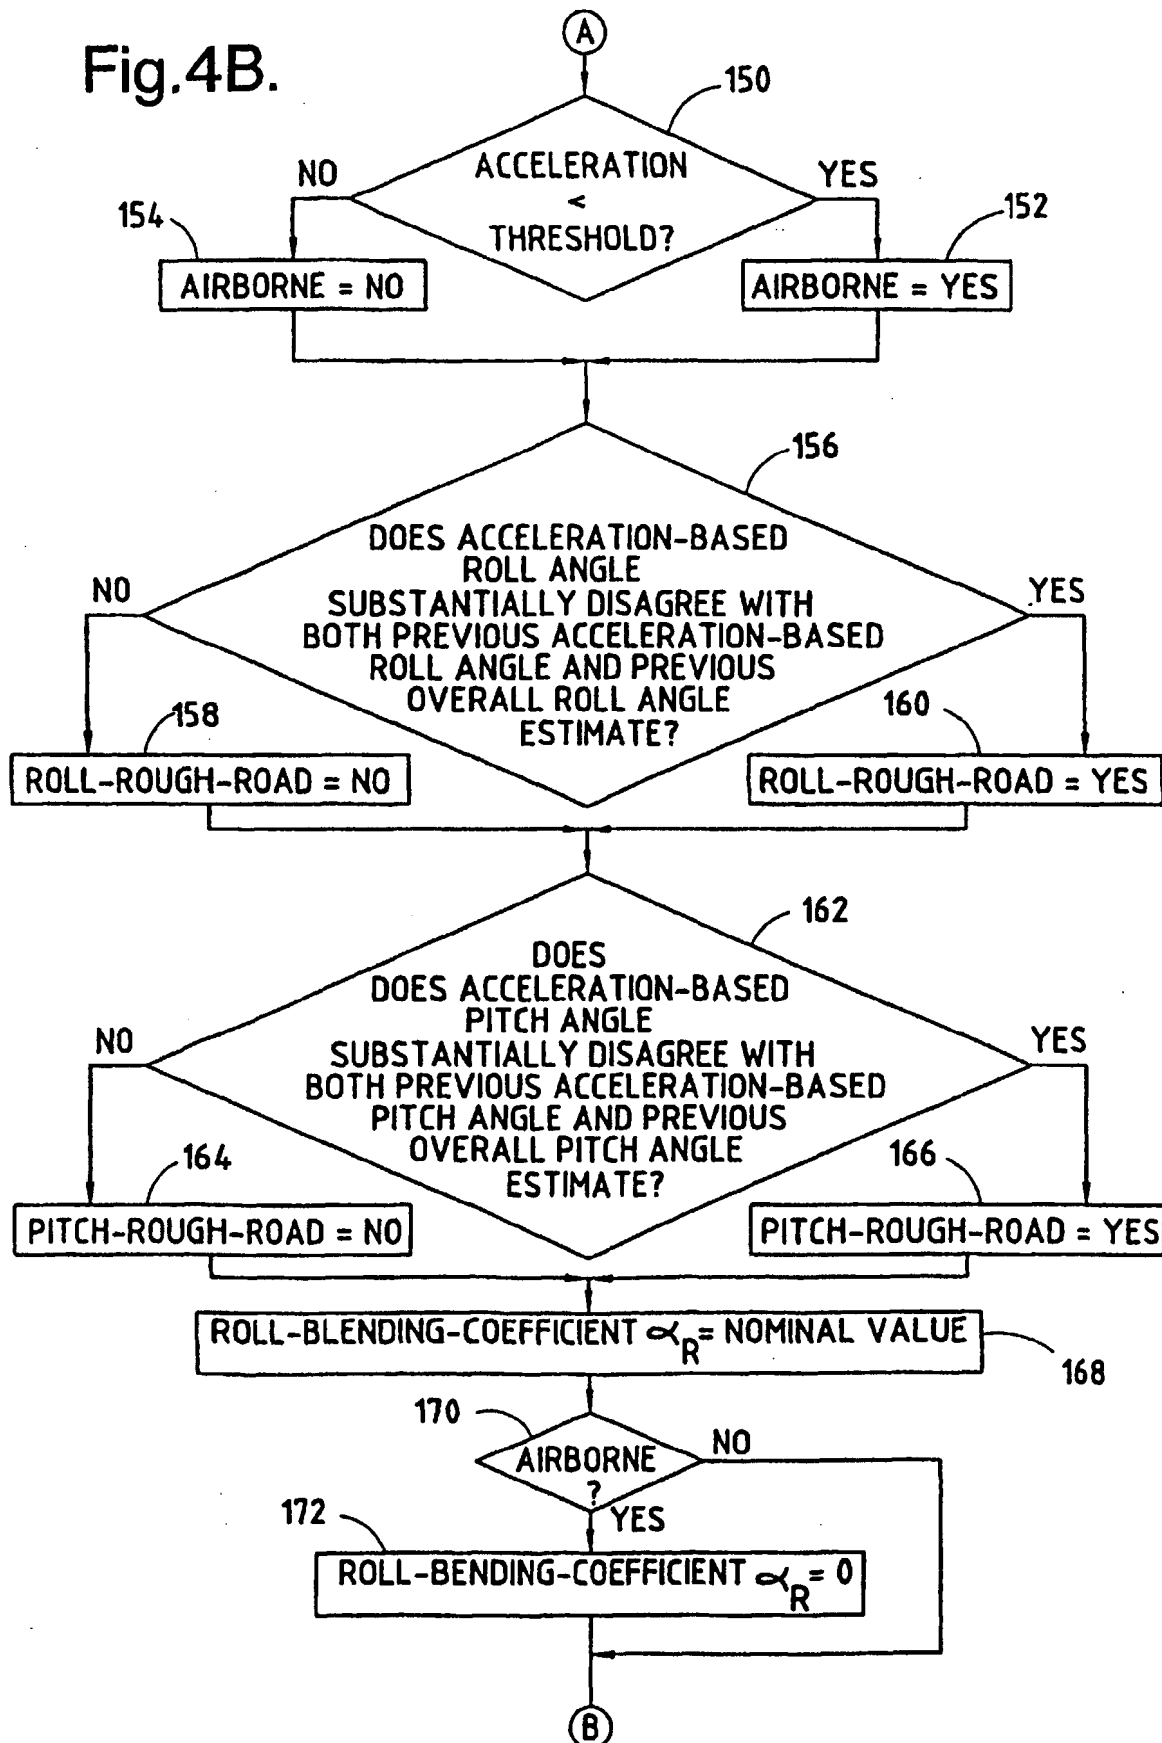 Fig.4B.
A
150
ACCELERATION
<
THRESHOLD?
NO
YES
154
152
AIRBORNE = NO
AIRBORNE = YES
156
DOES ACCELERATION-BASED
ROLL ANGLE
SUBSTANTIALLY DISAGREE WITH
BOTH PREVIOUS ACCELERATION-BASED
ROLL ANGLE AND PREVIOUS
OVERALL ROLL ANGLE
ESTIMATE?
NO
YES
158
160
ROLL-ROUGH-ROAD = NO
ROLL-ROUGH-ROAD = YES
162
DOES
DOES ACCELERATION-BASED
PITCH ANGLE
SUBSTANTIALLY DISAGREE WITH
BOTH PREVIOUS ACCELERATION-BASED
PITCH ANGLE AND PREVIOUS
OVERALL PITCH ANGLE
ESTIMATE?
NO
YES
164
166
PITCH-ROUGH-ROAD = NO
PITCH-ROUGH-ROAD = YES
ROLL-BLENDING-COEFFICIENT ∝R = NOMINAL VALUE
168
170
AIRBORNE
?
NO
YES
172
ROLL-BENDING-COEFFICIENT ∝R = 0
B